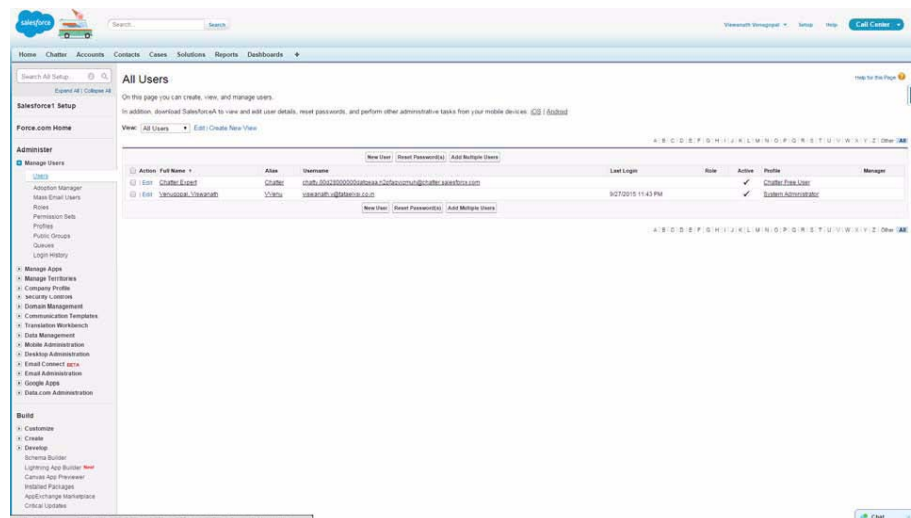 salesforce
Search...
Search
Setup
Help
Call Center
Home Chatter Accounts Contacts Cases Solutions Reports Dashboards +
Search All Setup...
Expand All | Collapse All
Salesforce1 Setup
Force.com Home
Administer
Manage Users
Users
Adoption Manager
Mass Email Users
Roles
Permission Sets
Profiles
Public Groups
Queues
Login History
Manage Apps
Manage Territories
Company Profile
Security Controls
Domain Management
Communication Templates
Translation Workbench
Data Management
Mobile Administration
Desktop Administration
Email Connect BETA
Email Administration
Google Apps
Data.com Administration
Build
Customize
Create
Develop
Schema Builder
Lightning App Builder New!
Canvas App Previewer
Installed Packages
AppExchange Marketplace
Critical Updates
All Users
Help for this Page
On this page you can create, view, and manage users.
In addition, download SalesforceA to view and edit user details, reset passwords, and perform other administrative tasks from your mobile devices: iOS | Android
View: All Users Edit | Create New View
A B C D E F G H I J K L M N O P Q R S T U V W X Y Z Other All
New User Reset Password(s) Add Multiple Users
Action Full Name Alias Username Last Login Role Active Profile Manager
Edit Chatter Expert Chatter Chatter Free User
Edit Venugopal, Viswanath 9/27/2015 11:43 PM System Administrator
New User Reset Password(s) Add Multiple Users
A B C D E F G H I J K L M N O P Q R S T U V W X Y Z Other All
Chat